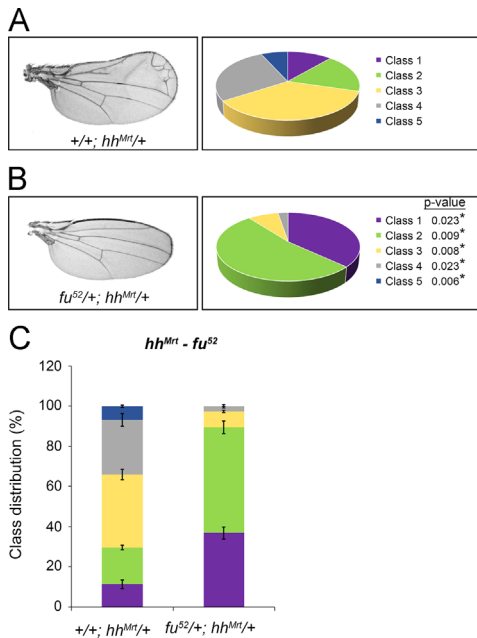 A
+/+; hhMrt/+
Class 1
Class 2
Class 3
Class 4
Class 5
B
fu52/+; hhMrt/+
p-value
Class 1 0.023*
Class 2 0.009*
Class 3 0.008*
Class 4 0.023*
Class 5 0.006*
C
hhMrt - fu52
Class distribution (%)
120
100
80
60
40
20
0
+/+; hhMrt/+
fu52/+; hhMrt/+